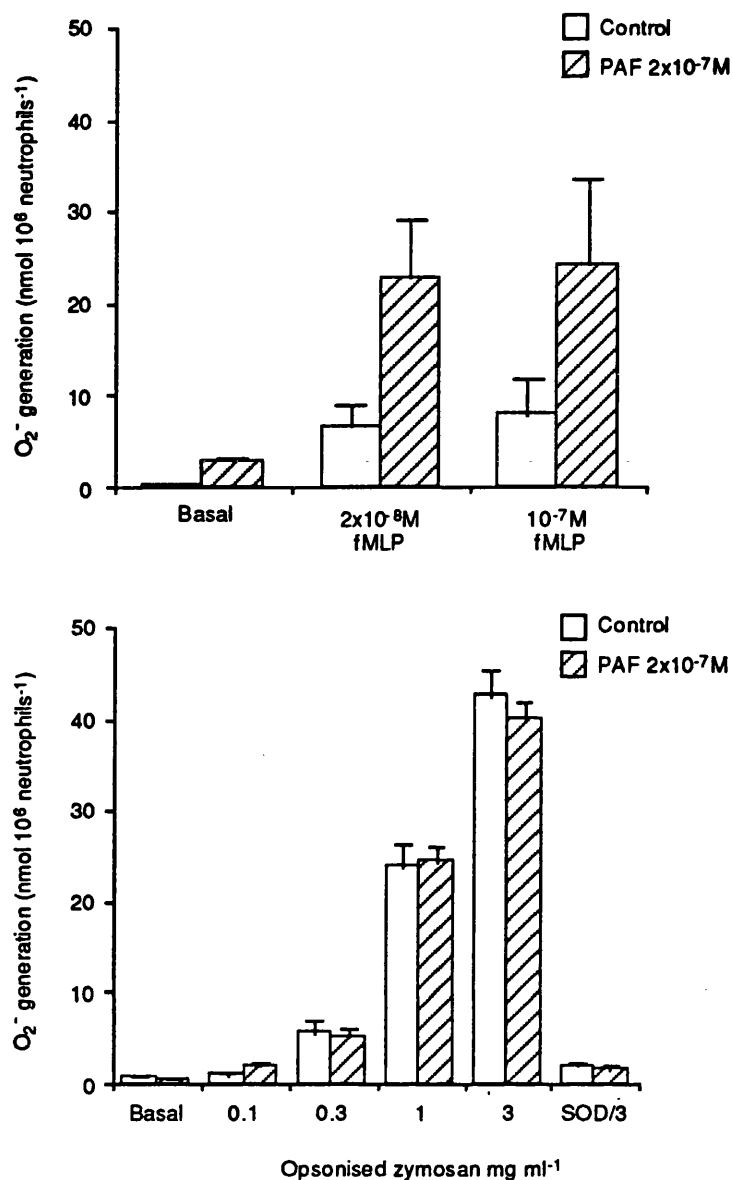 50
40
30
20
10
0
O₂⁻ generation (nmol 10⁶ neutrophils⁻¹)
Control
PAF 2x10⁻⁷M
Basal
2x10⁻⁸M
fMLP
10⁻⁷M
fMLP
50
40
30
20
10
0
O₂⁻ generation (nmol 10⁶ neutrophils⁻¹)
Control
PAF 2x10⁻⁷M
Basal 0.1 0.3 1 3 SOD/3
Opsonised zymosan mg ml⁻¹